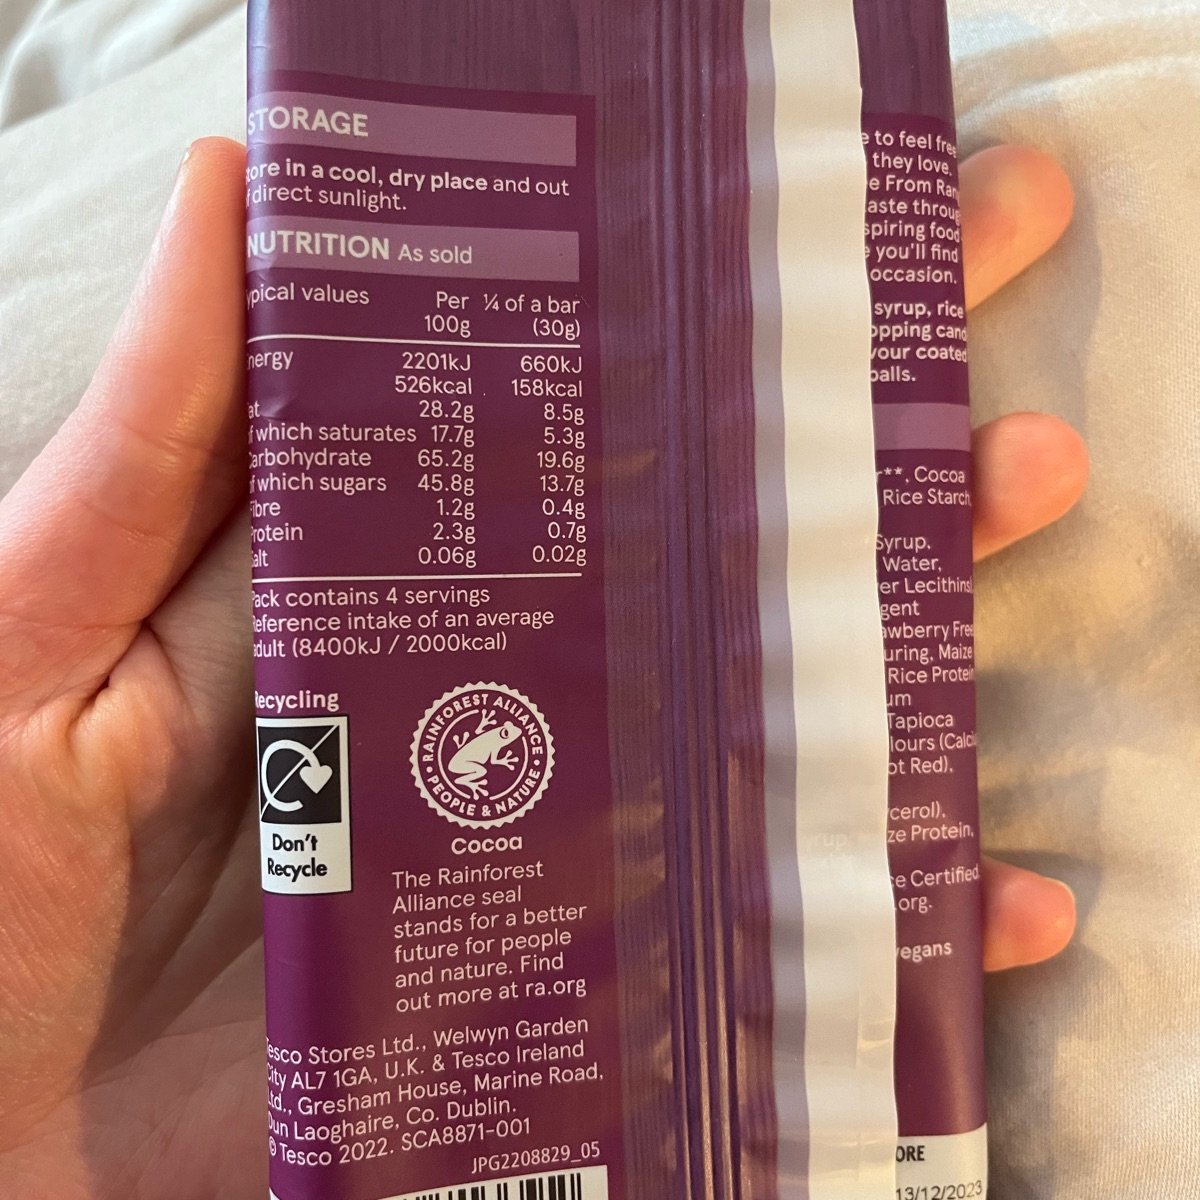 STORAGE
ore in a cool, dry place and out
f direct sunlight.
NUTRITION As sold
ypical values Per ¼ of a bar
100g (30g)
nergy 2201kJ 660kJ
526kcal 158kcal
at 28.2g 8.5g
f which saturates 17.7g 5.3g
arbohydrate 65.2g 19.6g
f which sugars 45.8g 13.7g
ibre 1.2g 0.4g
rotein 2.3g 0.7g
alt 0.06g 0.02g
Pack contains 4 servings
Reference intake of an average
adult (8400kJ / 2000kcal)
Recycling
Don't
Recycle
RAINFOREST ALLIANCE
PEOPLE & NATURE
Cocoa
The Rainforest
Alliance seal
stands for a better
future for people
and nature. Find
out more at ra.org
Tesco Stores Ltd., Welwyn Garden
City AL7 1GA, U.K. & Tesco Ireland
Ltd., Gresham House, Marine Road,
Dun Laoghaire, Co. Dublin.
© Tesco 2022. SCA8871-001
JPG2208829_05
e to feel free
they love.
e From Ran
aste throug
spiring food
e you'll find
occasion.
syrup, rice
opping cand
your coated
balls.
r**, Cocoa
Rice Starch,
Syrup,
Water,
er Lecithins),
gent
awberry Free
uring, Maize
Rice Protein
um
Tapioca
lours (Calci
ot Red).
cerol),
ze Protein,
e Certified.
org.
vegans
ORE
13/12/2023